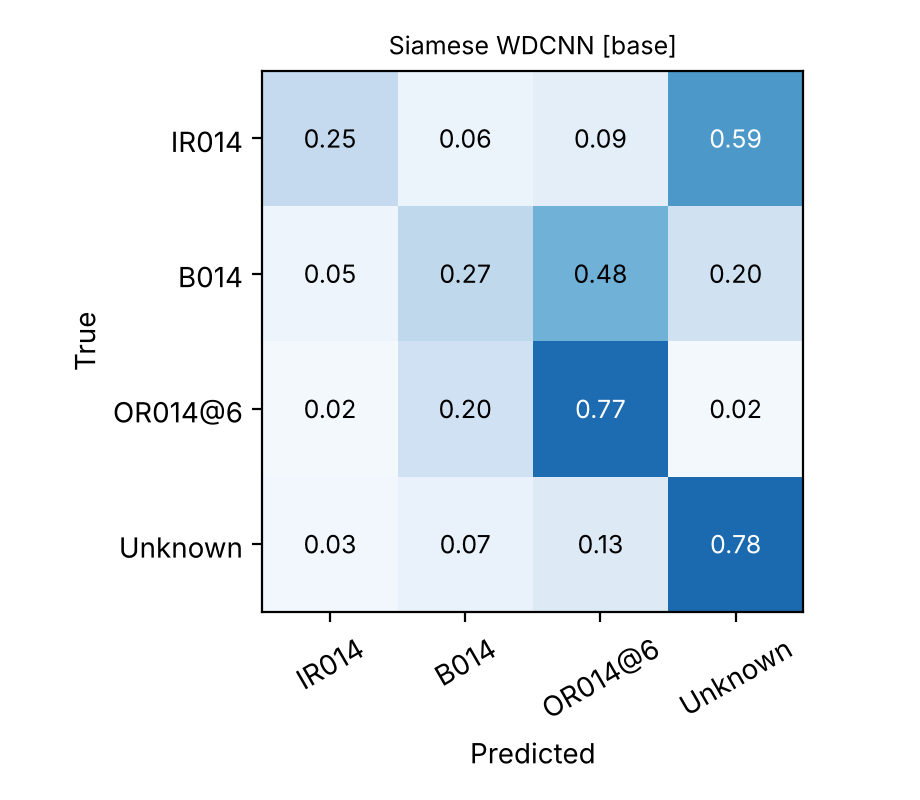 Siamese WDCNN [base]
IR014 0.25 0.06 0.09 0.59
B014 0.05 0.27 0.48 0.20
OR014@6 0.02 0.20 0.77 0.02
Unknown 0.03 0.07 0.13 0.78
True
IR014 B014 OR014@6 Unknown
Predicted